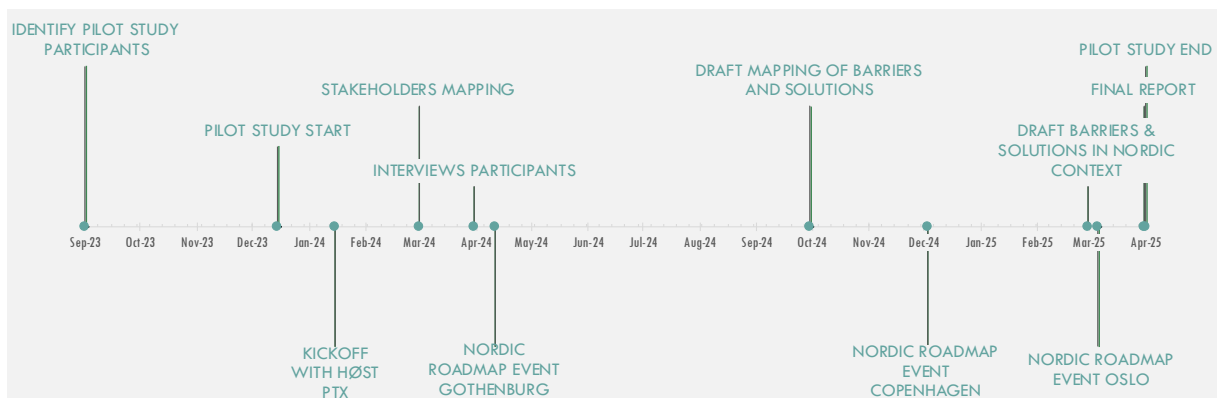 IDENTIFY PILOT STUDY
PARTICIPANTS
PILOT STUDY START
STAKEHOLDERS MAPPING
INTERVIEWS PARTICIPANTS
DRAFT MAPPING OF BARRIERS
AND SOLUTIONS
PILOT STUDY END
FINAL REPORT
DRAFT BARRIERS &
SOLUTIONS IN NORDIC
CONTEXT
Sep-23 Oct-23 Nov-23 Dec-23 Jan-24 Feb-24 Mar-24 Apr-24 May-24 Jun-24 Jul-24 Aug-24 Sep-24 Oct-24 Nov-24 Dec-24 Jan-25 Feb-25 Mar-25 Apr-25
KICKOFF
WITH HØST
PTX
NORDIC
ROADMAP EVENT
GOTHENBURG
NORDIC ROADMAP
EVENT
COPENHAGEN
NORDIC ROADMAP
EVENT OSLO